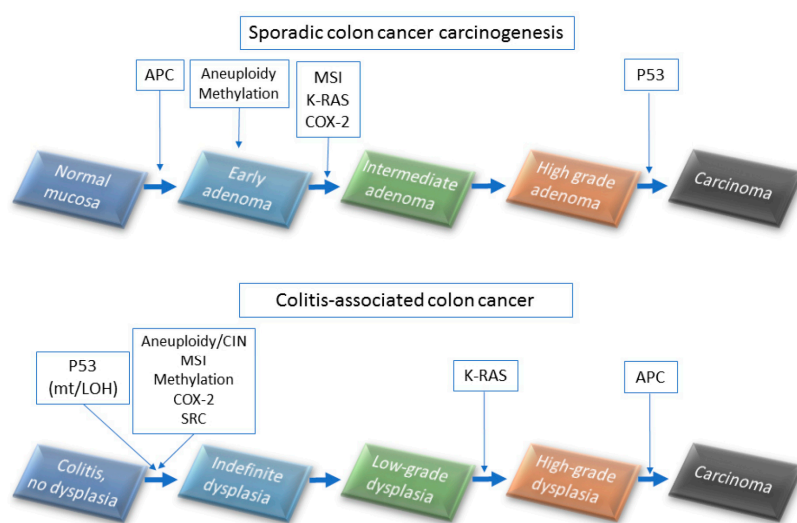 Sporadic colon cancer carcinogenesis
APC
Aneuploidy
Methylation
MSI
K-RAS
COX-2
P53
Normal
mucosa
Early
adenoma
Intermediate
adenoma
High grade
adenoma
Carcinoma
Colitis-associated colon cancer
P53
(mt/LOH)
Aneuploidy/CIN
MSI
Methylation
COX-2
SRC
K-RAS
APC
Colitis,
no dysplasia
Indefinite
dysplasia
Low-grade
dysplasia
High-grade
dysplasia
Carcinoma